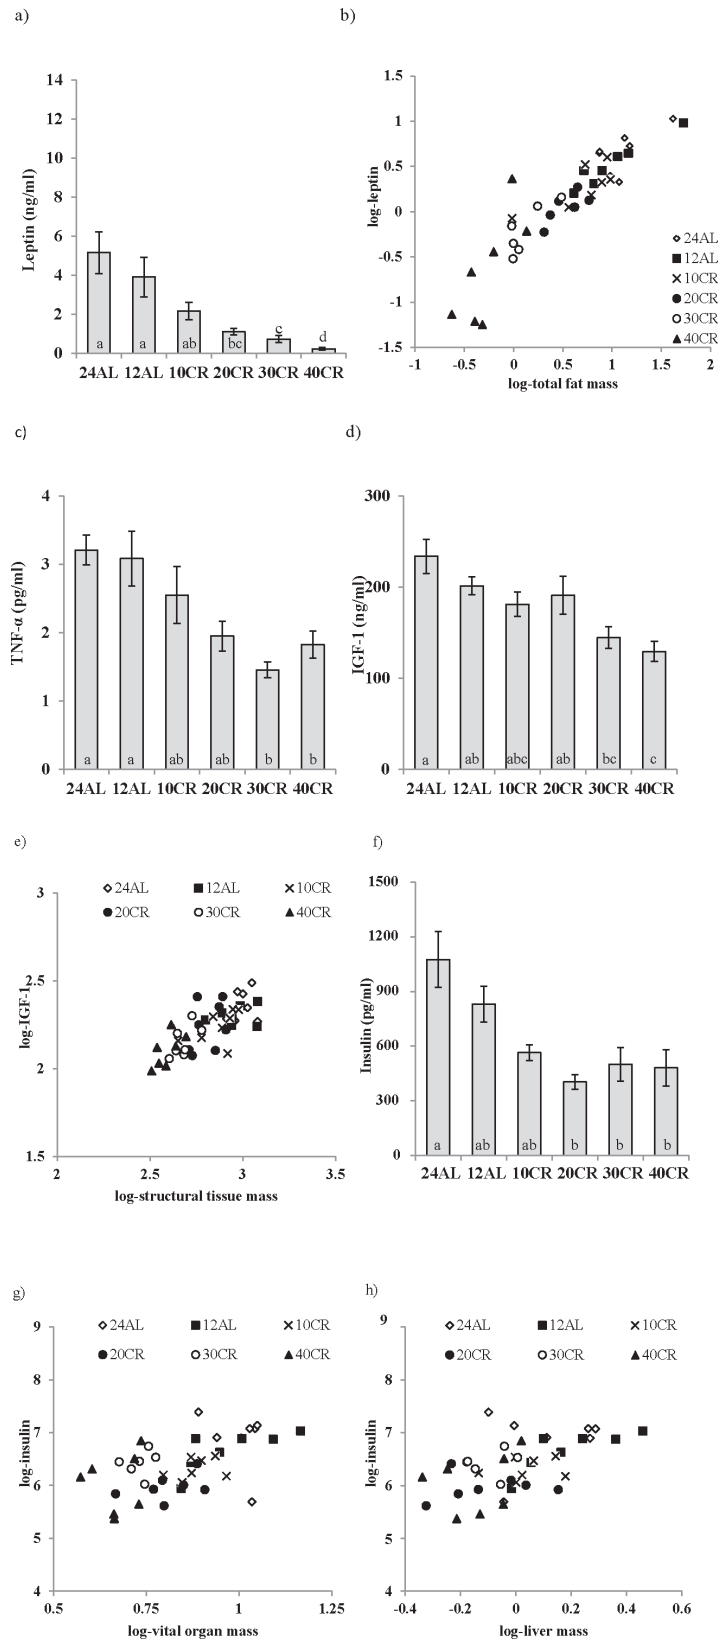 a)
Leptin (ng/ml)
14
12
10
8
6
4
2
0
a a ab bc c d
24AL 12AL 10CR 20CR 30CR 40CR
b)
log-leptin
1.5
1
0.5
0
-0.5
-1
-1.5
24AL
12AL
10CR
20CR
30CR
40CR
-1 -0.5 0 0.5 1 1.5 2
log-total fat mass
c)
TNF-α (pg/ml)
4
3
2
1
0
a a ab ab b b
24AL 12AL 10CR 20CR 30CR 40CR
d)
IGF-1 (ng/ml)
300
200
100
0
a ab abc ab bc c
24AL 12AL 10CR 20CR 30CR 40CR
e)
log-IGF-1
24AL 12AL 10CR
20CR 30CR 40CR
3
2.5
2
1.5
2 2.5 3 3.5
log-structural tissue mass
f)
Insulin (pg/ml)
1500
1200
900
600
300
0
a ab ab b b b
24AL 12AL 10CR 20CR 30CR 40CR
g)
log-insulin
24AL 12AL 10CR
20CR 30CR 40CR
9
8
7
6
5
4
0.5 0.75 1 1.25
log-vital organ mass
h)
log-insulin
24AL 12AL 10CR
20CR 30CR 40CR
9
8
7
6
5
4
-0.4 -0.2 0 0.2 0.4 0.6
log-liver mass